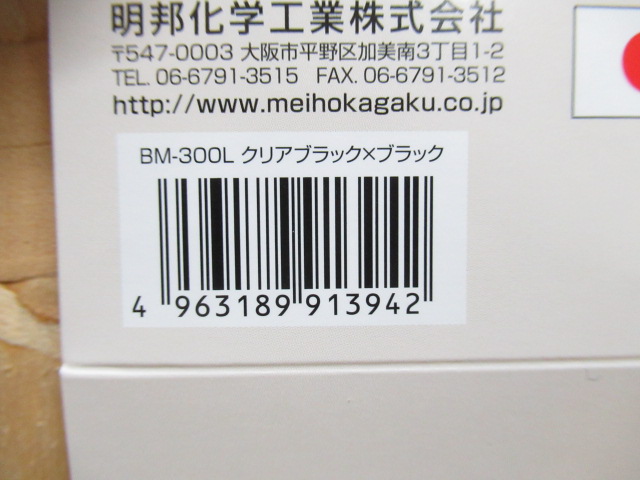 明邦化学工業株式会社
〒547-0003 大阪市平野区加美南3丁目1-2
TEL. 06-6791-3515 FAX. 06-6791-3512
http://www.meihokagaku.co.jp
BM-300L クリアブラック×ブラック
4 963189 913942